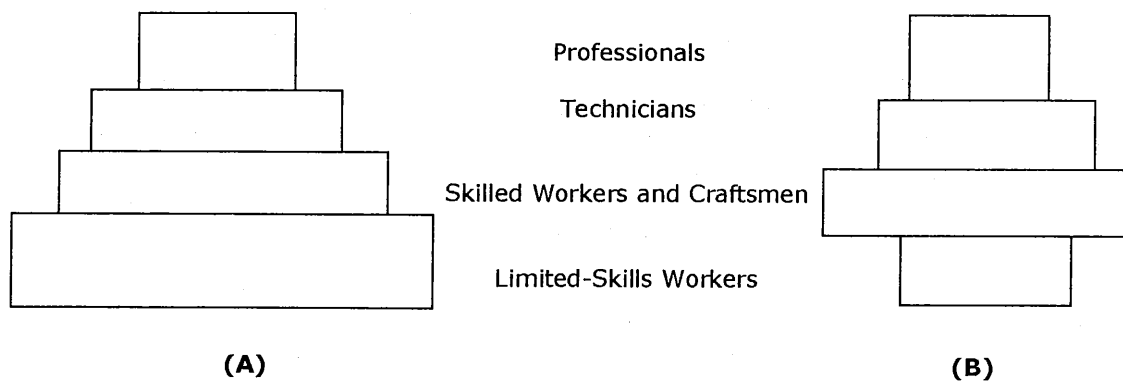 Professionals
Technicians
Skilled Workers and Craftsmen
Limited-Skills Workers
(A)
(B)